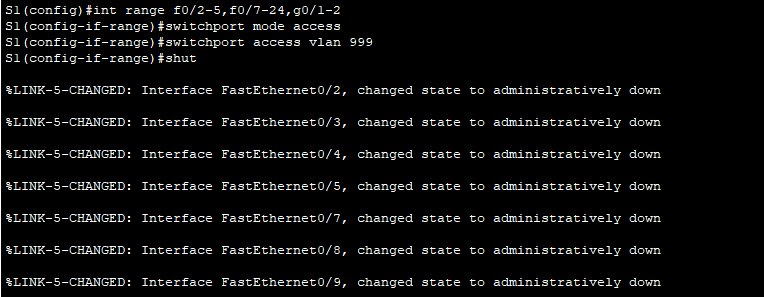 S1(config)#int range f0/2-5,f0/7-24,g0/1-2
S1(config-if-range)#switchport mode access
S1(config-if-range)#switchport access vlan 999
S1(config-if-range)#shut
%LINK-5-CHANGED: Interface FastEthernet0/2, changed state to administratively down
%LINK-5-CHANGED: Interface FastEthernet0/3, changed state to administratively down
%LINK-5-CHANGED: Interface FastEthernet0/4, changed state to administratively down
%LINK-5-CHANGED: Interface FastEthernet0/5, changed state to administratively down
%LINK-5-CHANGED: Interface FastEthernet0/7, changed state to administratively down
%LINK-5-CHANGED: Interface FastEthernet0/8, changed state to administratively down
%LINK-5-CHANGED: Interface FastEthernet0/9, changed state to administratively down